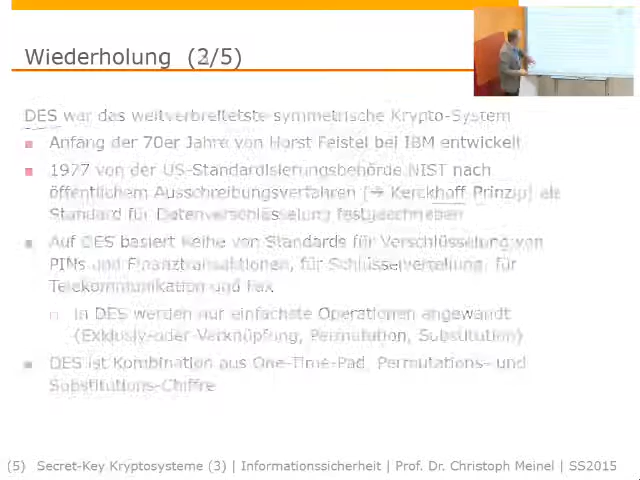 Wiederholung (2/5)
DES war das weltverbreitetste symmetrische Krypto-System
Anfang der 70er Jahre von Horst Feistel bei IBM entwickelt
1977 von der US-Standardisierungsbehörde NIST nach
öffentlichem Ausschreibungsverfahren (→ Kerckhoff Prinzip) als
Standard für Datenverschlüsselung festgeschrieben
Auf DES basiert Reihe von Standards für Verschlüsselung von
PINs und Finanztransaktionen, für Schlüsselverteilung, für
Telekommunikation und Fax
In DES werden nur einfachste Operationen angewandt
(Exklusiv-oder-Verknüpfung, Permutation, Substitution)
DES ist Kombination aus One-Time-Pad, Permutations- und
Substitutions-Chiffre
(5) Secret-Key Kryptosysteme (3) | Informationssicherheit | Prof. Dr. Christoph Meinel | SS2015